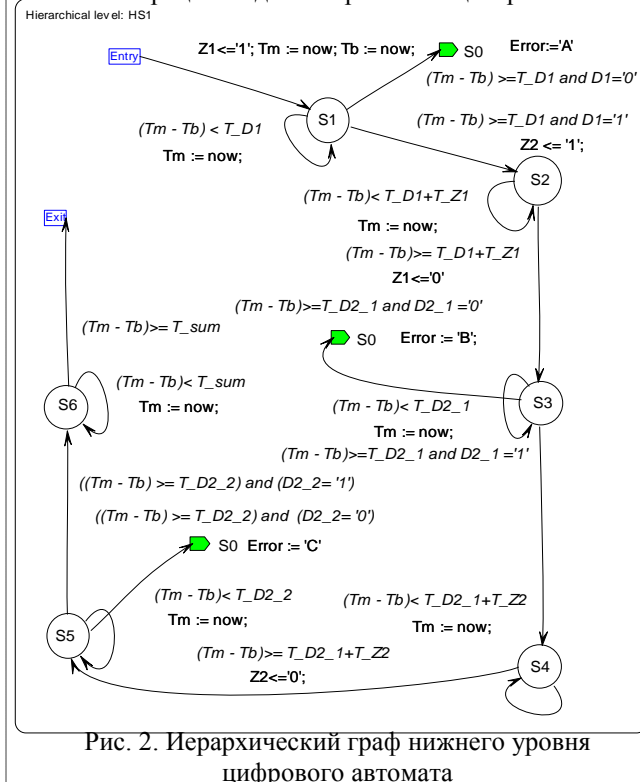 Hierarchical level: HS1
Entry
Z1<='1'; Tm := now; Tb := now;
S0
Error:='A'
(Tm - Tb) >=T_D1 and D1='0'
S1
(Tm - Tb) < T_D1
Tm := now;
(Tm - Tb) >=T_D1 and D1='1'
Z2 <= '1';
S2
(Tm - Tb)< T_D1+T_Z1
Tm := now;
Exit
(Tm - Tb)>= T_D1+T_Z1
Z1<='0'
(Tm - Tb)>=T_D2_1 and D2_1 ='0'
S0
Error := 'B';
(Tm - Tb)>= T_sum
(Tm - Tb)< T_sum
Tm := now;
S6
S3
(Tm - Tb)< T_D2_1
Tm := now;
(Tm - Tb)>=T_D2_1 and D2_1 ='1'
((Tm - Tb) >= T_D2_2) and (D2_2= '1')
((Tm - Tb) >= T_D2_2) and (D2_2= '0')
S0 Error := 'C'
(Tm - Tb)< T_D2_2
Tm := now;
(Tm - Tb)< T_D2_1+T_Z2
Tm := now;
S5
(Tm - Tb)>= T_D2_1+T_Z2
Z2<='0';
S4
Рис. 2. Иерархический граф нижнего уровня
цифрового автомата